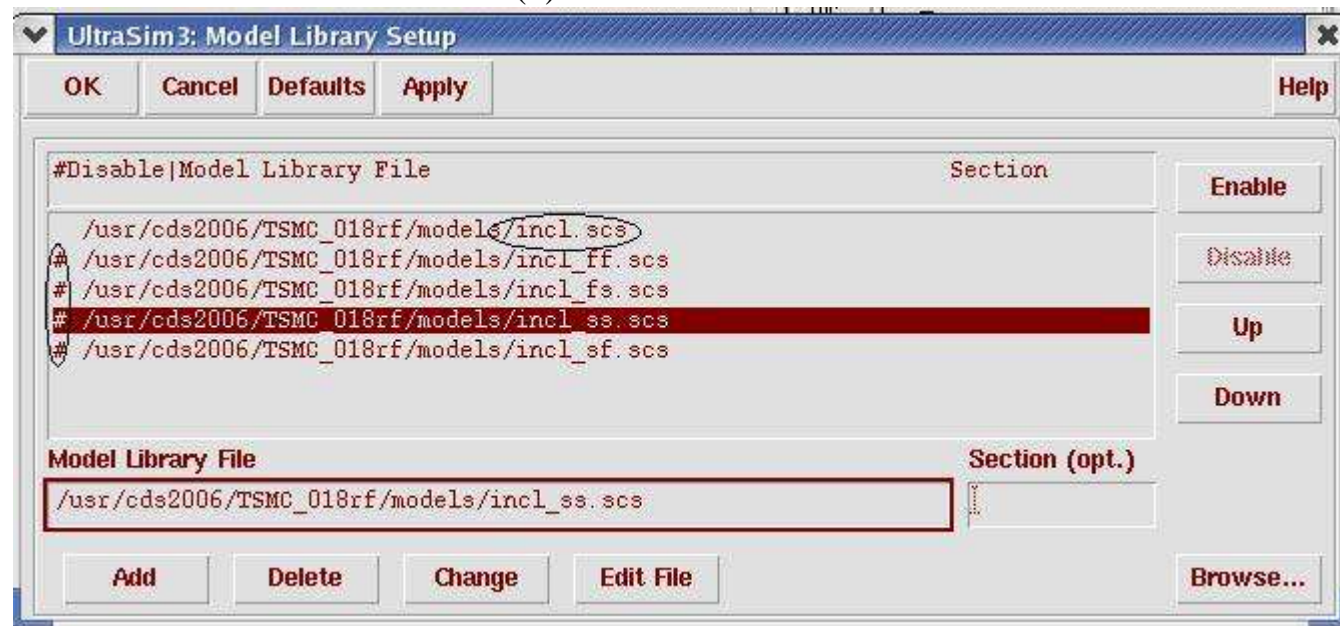 UltraSim3: Model Library Setup
OK Cancel Defaults Apply Help
#Disable|Model Library File Section
/usr/cds2006/TSMC_018rf/models/incl.scs
# /usr/cds2006/TSMC_018rf/models/incl_ff.scs
# /usr/cds2006/TSMC_018rf/models/incl_fs.scs
# /usr/cds2006/TSMC_018rf/models/incl_ss.scs
# /usr/cds2006/TSMC_018rf/models/incl_sf.scs
Enable
Disable
Up
Down
Model Library File Section (opt.)
/usr/cds2006/TSMC_018rf/models/incl_ss.scs
Add Delete Change Edit File Browse...